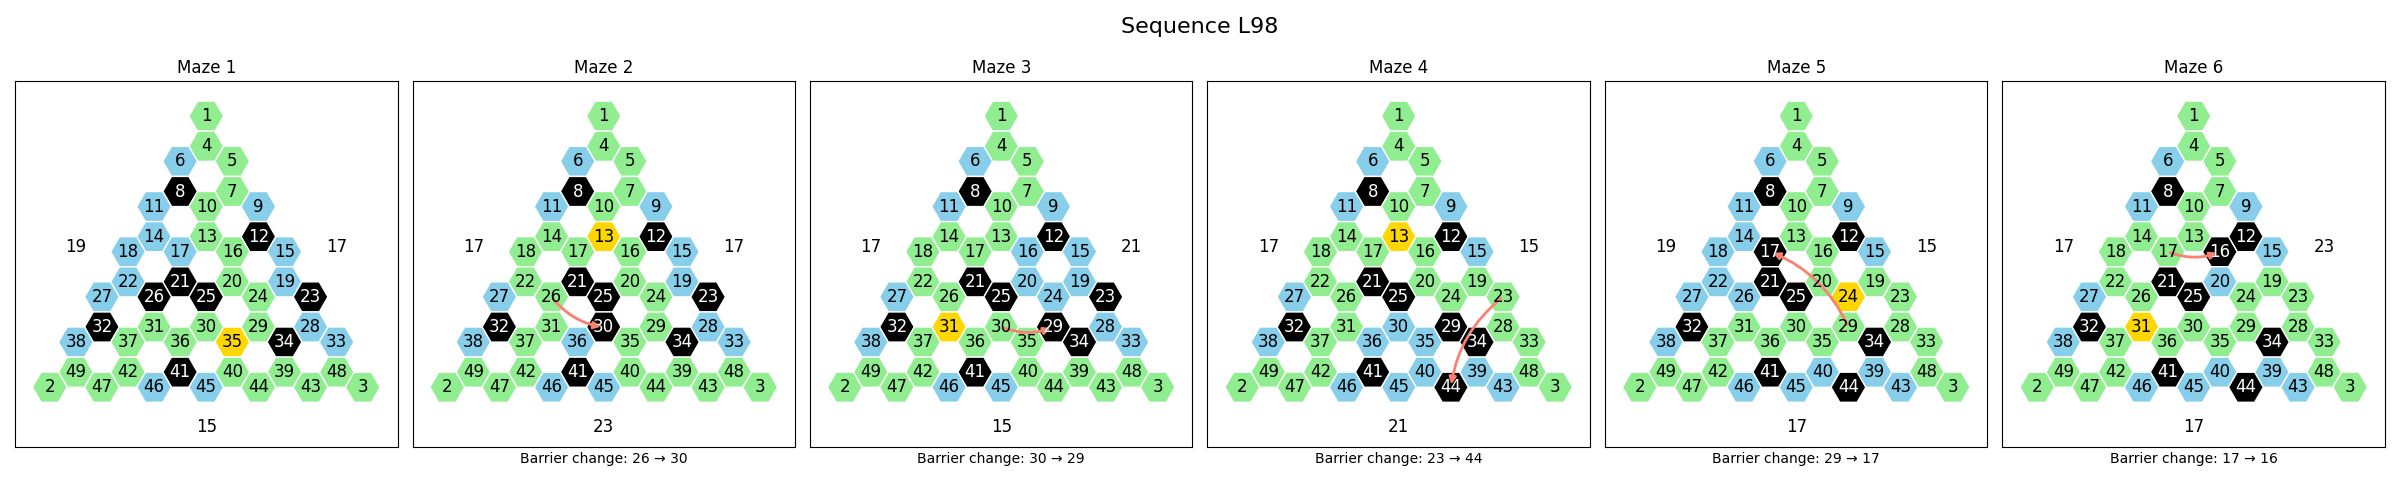 Sequence L98
Maze 1 Maze 2 Maze 3 Maze 4 Maze 5 Maze 6
1 1 1 1 1 1
4 4 4 4 4 4
6 5 6 5 6 5 6 5 6 5 6 5
8 7 8 7 8 7 8 7 8 7 8 7
11 10 9 11 10 9 11 10 9 11 10 9 11 10 9 11 10 9
14 13 12 14 13 12 14 13 12 14 13 12 14 13 12 14 13 12
19 18 17 16 15 17 17 18 17 16 15 17 17 18 17 16 15 21 17 18 17 16 15 15 19 18 17 16 15 15 17 18 17 16 15 23
22 21 20 19 22 21 20 19 22 21 20 19 22 21 20 19 22 21 20 19 22 21 20 19
27 26 25 24 23 27 26 25 24 23 27 26 25 24 23 27 26 25 24 23 27 26 25 24 23 27 26 25 24 23
32 31 30 29 28 32 31 30 29 28 32 31 30 29 28 32 31 30 29 28 32 31 30 29 28 32 31 30 29 28
38 37 36 35 34 33 38 37 36 35 34 33 38 37 36 35 34 33 38 37 36 35 34 33 38 37 36 35 34 33 38 37 36 35 34 33
49 42 41 40 39 48 49 42 41 40 39 48 49 42 41 40 39 48 49 42 41 40 39 48 49 42 41 40 39 48 49 42 41 40 39 48
2 47 46 45 44 43 3 2 47 46 45 44 43 3 2 47 46 45 44 43 3 2 47 46 45 44 43 3 2 47 46 45 44 43 3 2 47 46 45 44 43 3
15 23 15 21 17 17
Barrier change: 26 → 30 Barrier change: 30 → 29 Barrier change: 23 → 44 Barrier change: 29 → 17 Barrier change: 17 → 16